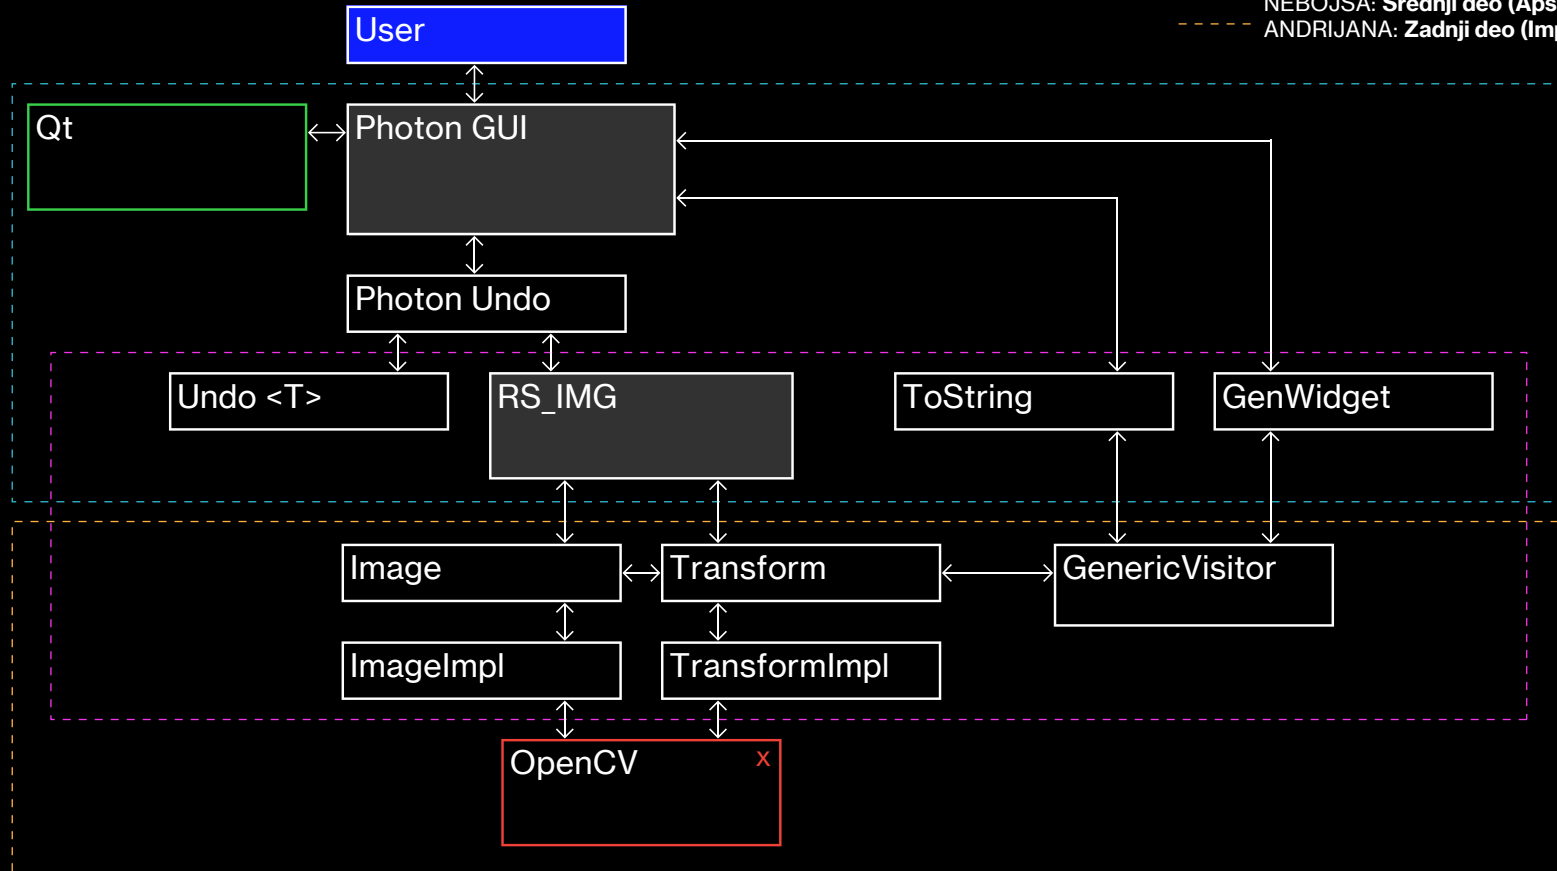 NEBOJSA: Srednji deo (Aps
ANDRIJANA: Zadnji deo (Imp
User
Qt
Photon GUI
Photon Undo
Undo <T>
RS_IMG
ToString
GenWidget
Image
Transform
GenericVisitor
ImageImpl
TransformImpl
OpenCV
x